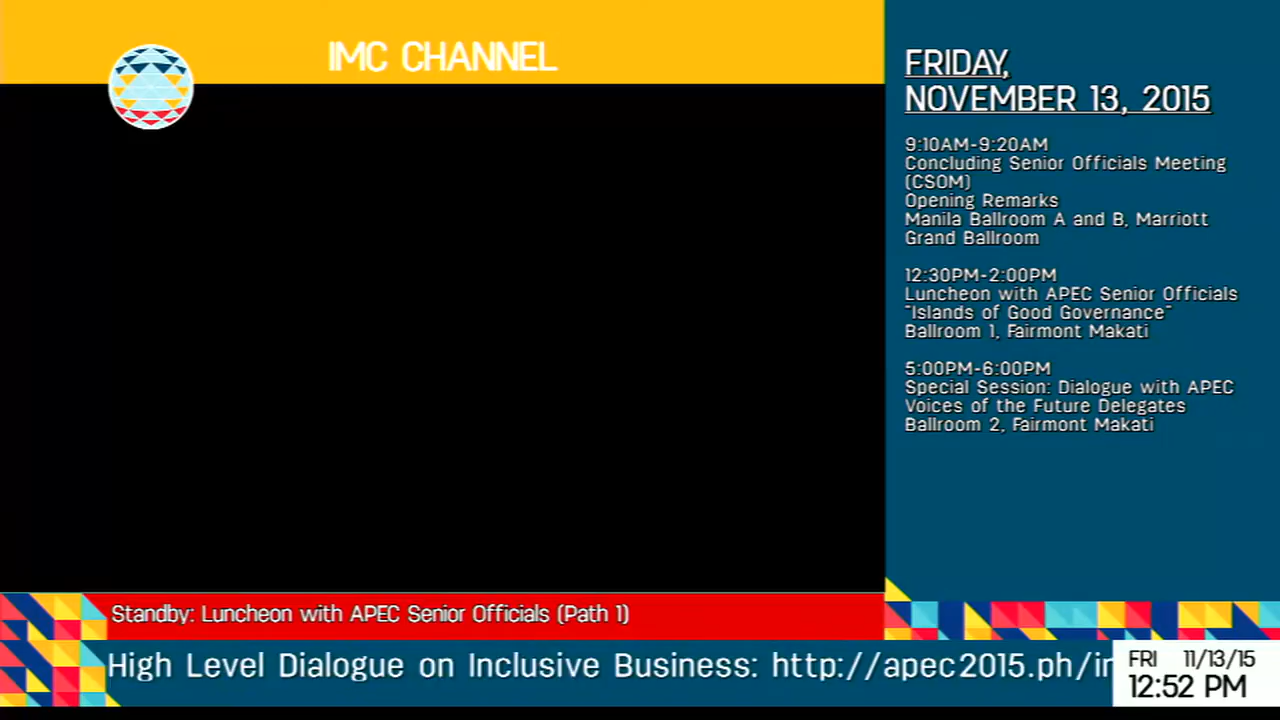 IMC CHANNEL
FRIDAY,
NOVEMBER 13, 2015
9:10AM-9:20AM
Concluding Senior Officials Meeting
(CSOM)
Opening Remarks
Manila Ballroom A and B, Marriott
Grand Ballroom
12:30PM-2:00PM
Luncheon with APEC Senior Officials
"Islands of Good Governance"
Ballroom 1, Fairmont Makati
5:00PM-6:00PM
Special Session: Dialogue with APEC
Voices of the Future Delegates
Ballroom 2, Fairmont Makati
Standby: Luncheon with APEC Senior Officials (Path 1)
High Level Dialogue on Inclusive Business: http://apec2015.ph/in
FRI 11/13/15
12:52 PM